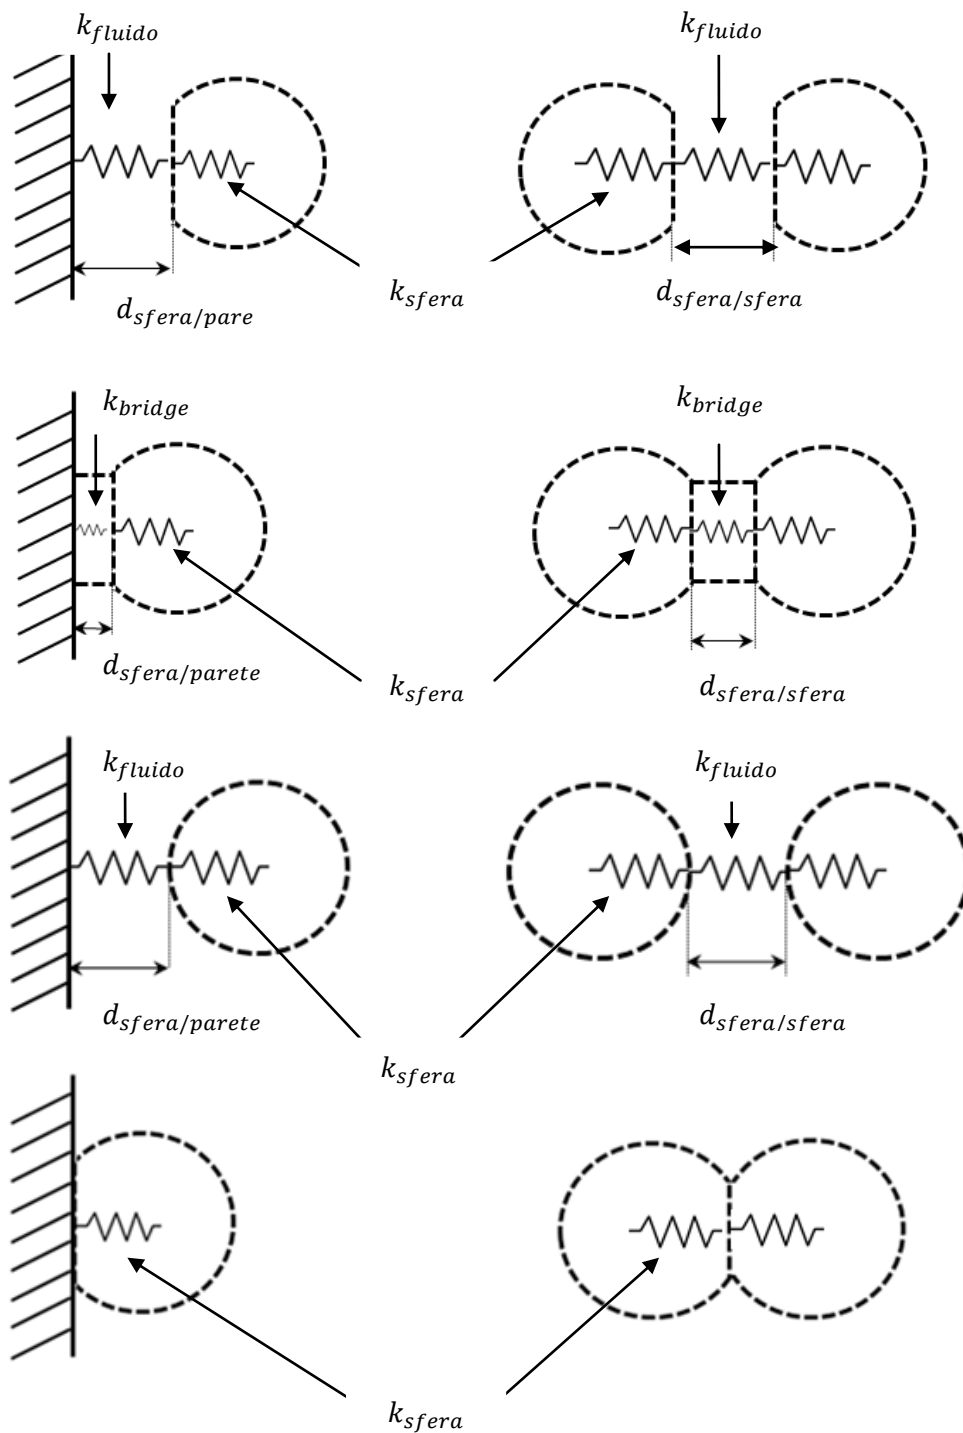 k_fluido
k_fluido
k_sfera
d_sfera/pare
d_sfera/sfera
k_bridge
k_bridge
d_sfera/parete
k_sfera
d_sfera/sfera
k_fluido
k_fluido
d_sfera/parete
d_sfera/sfera
k_sfera
k_sfera